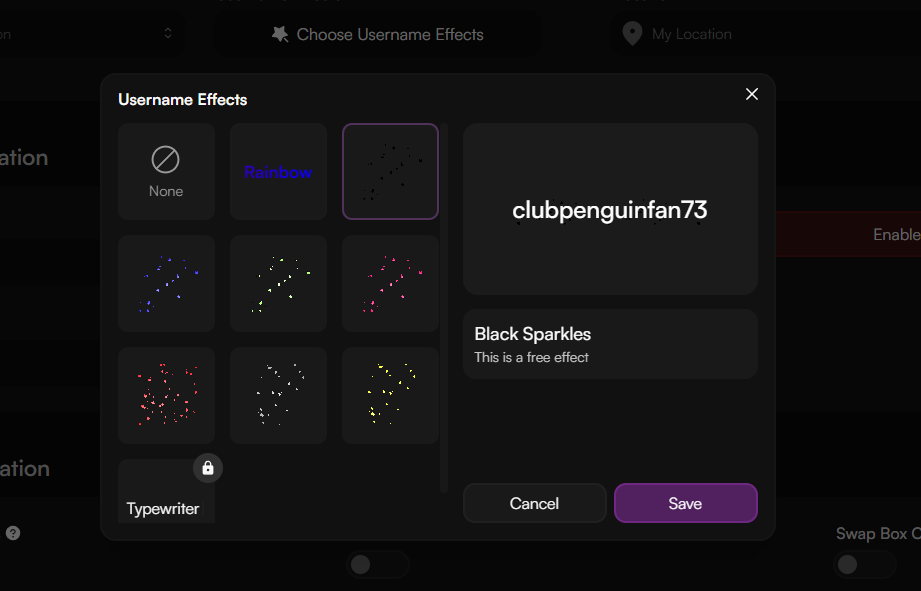 on
Choose Username Effects
My Location
Username Effects
ation
None
Rainbow
clubpenguinfan73
Enable
Black Sparkles
This is a free effect
ation
Typewriter
Cancel
Save
?
Swap Box C